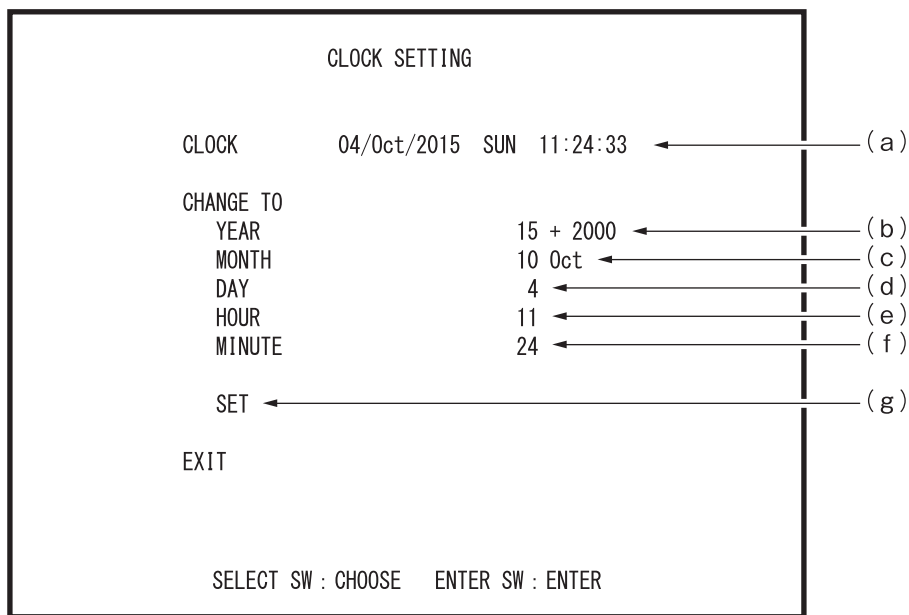 CLOCK SETTING
CLOCK 04/Oct/2015 SUN 11:24:33 (a)
CHANGE TO
YEAR 15 + 2000 (b)
MONTH 10 Oct (c)
DAY 4 (d)
HOUR 11 (e)
MINUTE 24 (f)
SET (g)
EXIT
SELECT SW : CHOOSE ENTER SW : ENTER